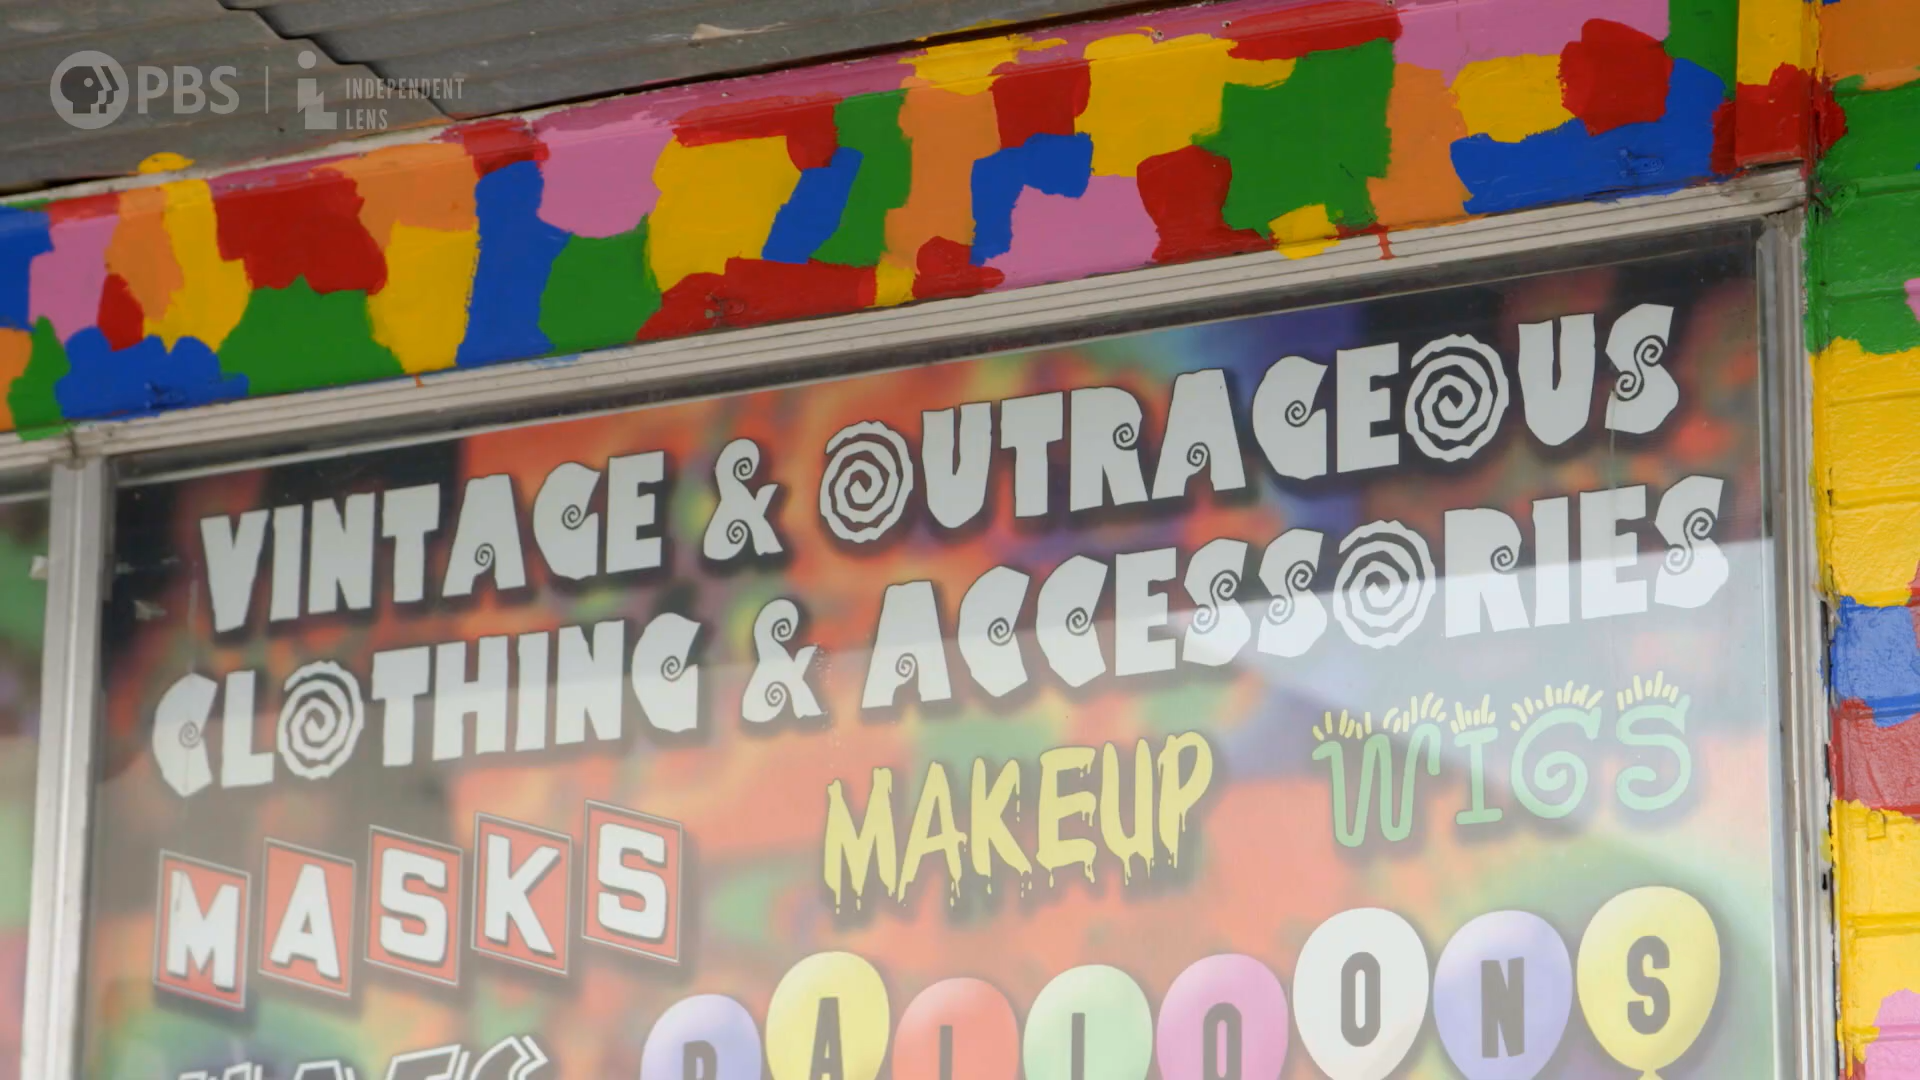 PBS | INDEPENDENT
LENS
VINTAGE & OUTRAGEOUS
CLOTHING & ACCESSORIES
MAKEUP WIGS
MASKS
BALLOONS